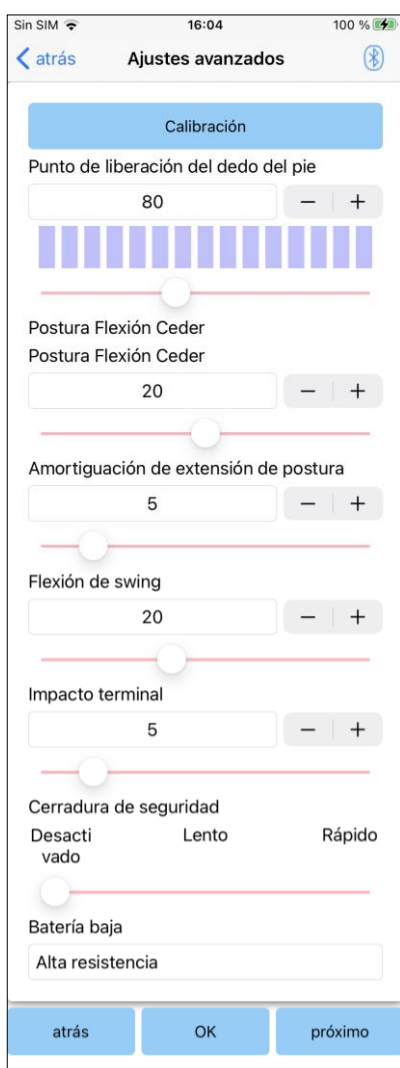 Sin SIM 16:04 100 %
atrás Ajustes avanzados
Calibración
Punto de liberación del dedo del pie
80 − +
Postura Flexión Ceder
Postura Flexión Ceder
20 − +
Amortiguación de extensión de postura
5 − +
Flexión de swing
20 − +
Impacto terminal
5 − +
Cerradura de seguridad
Desacti Lento Rápido
vado
Batería baja
Alta resistencia
atrás OK próximo